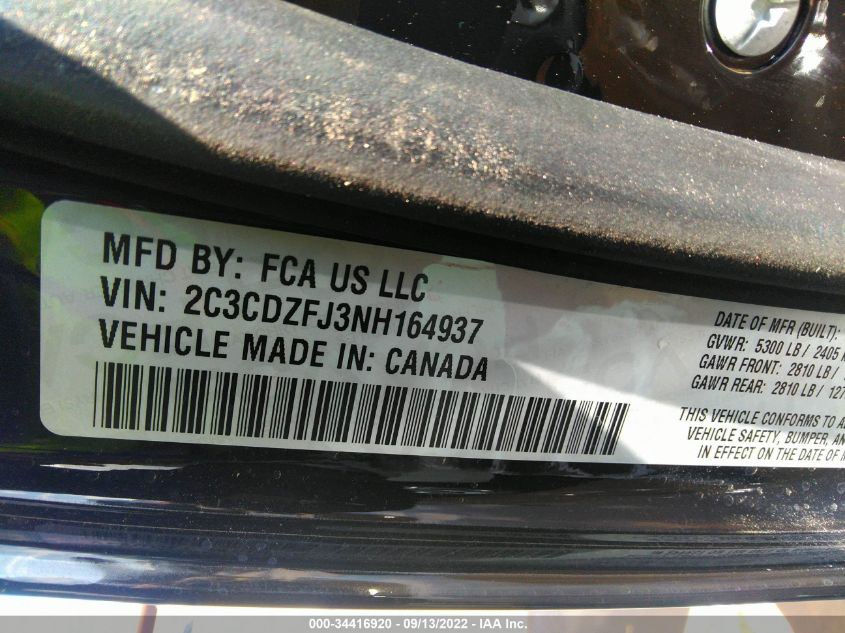 MFD BY: FCA US LLC
VIN: 2C3CDZFJ3NH164937
VEHICLE MADE IN: CANADA
DATE OF MFR (BUILT):
GVWR: 5300 LB / 2405
GAWR FRONT: 2810 LB /
GAWR REAR: 2810 LB / 127
THIS VEHICLE CONFORMS TO
VEHICLE SAFETY, BUMPER,
IN EFFECT ON THE DATE OF
000-34416920 - 09/13/2022 - IAA Inc.